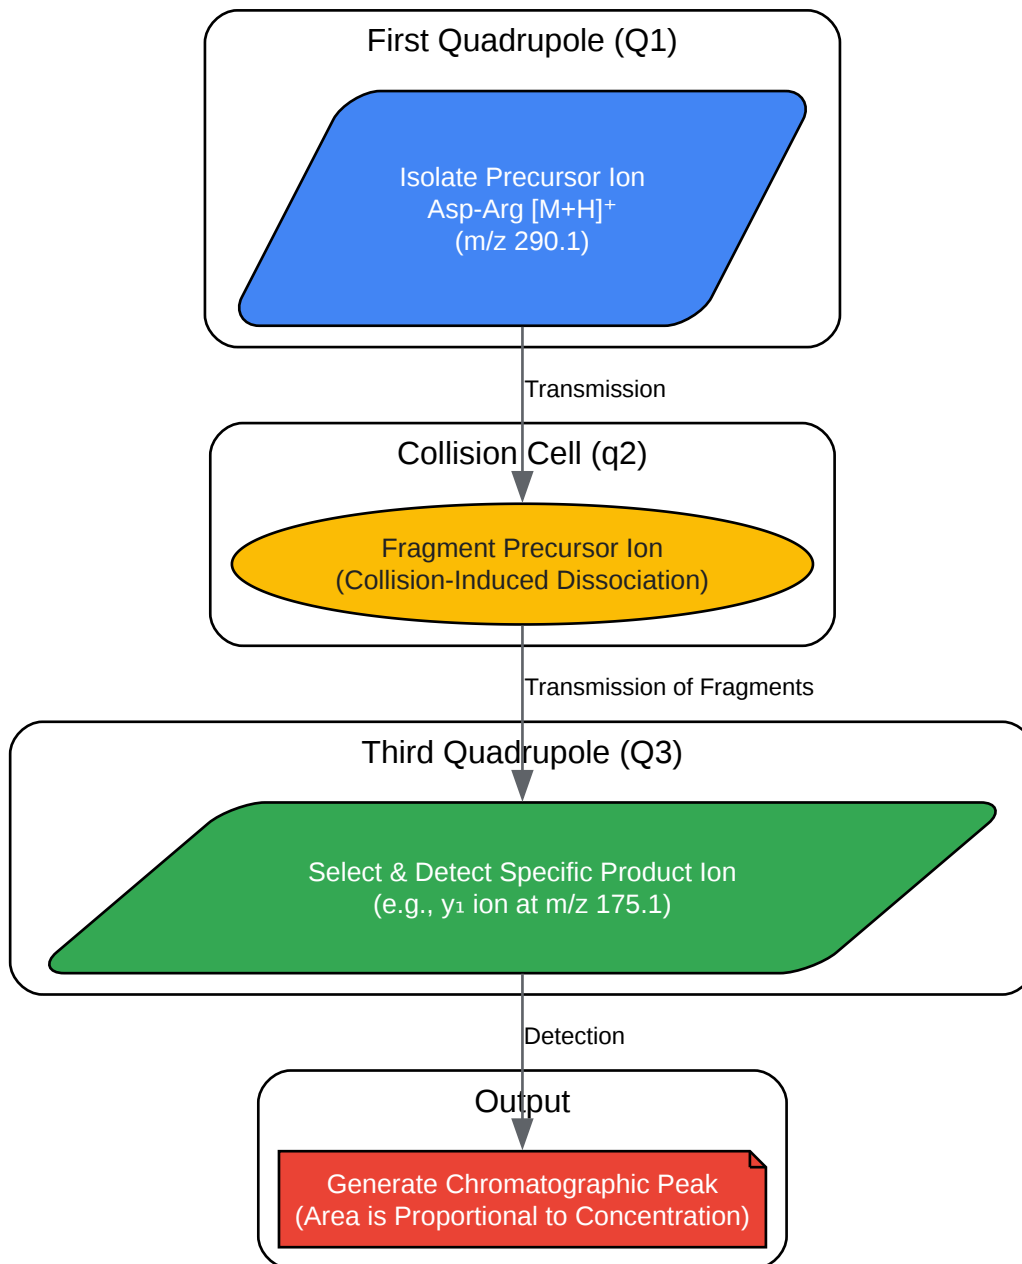 First Quadrupole (Q1)
Isolate Precursor Ion
Asp-Arg [M+H]⁺
(m/z 290.1)
Transmission
Collision Cell (q2)
Fragment Precursor Ion
(Collision-Induced Dissociation)
Transmission of Fragments
Third Quadrupole (Q3)
Select & Detect Specific Product Ion
(e.g., y₁ ion at m/z 175.1)
Detection
Output
Generate Chromatographic Peak
(Area is Proportional to Concentration)